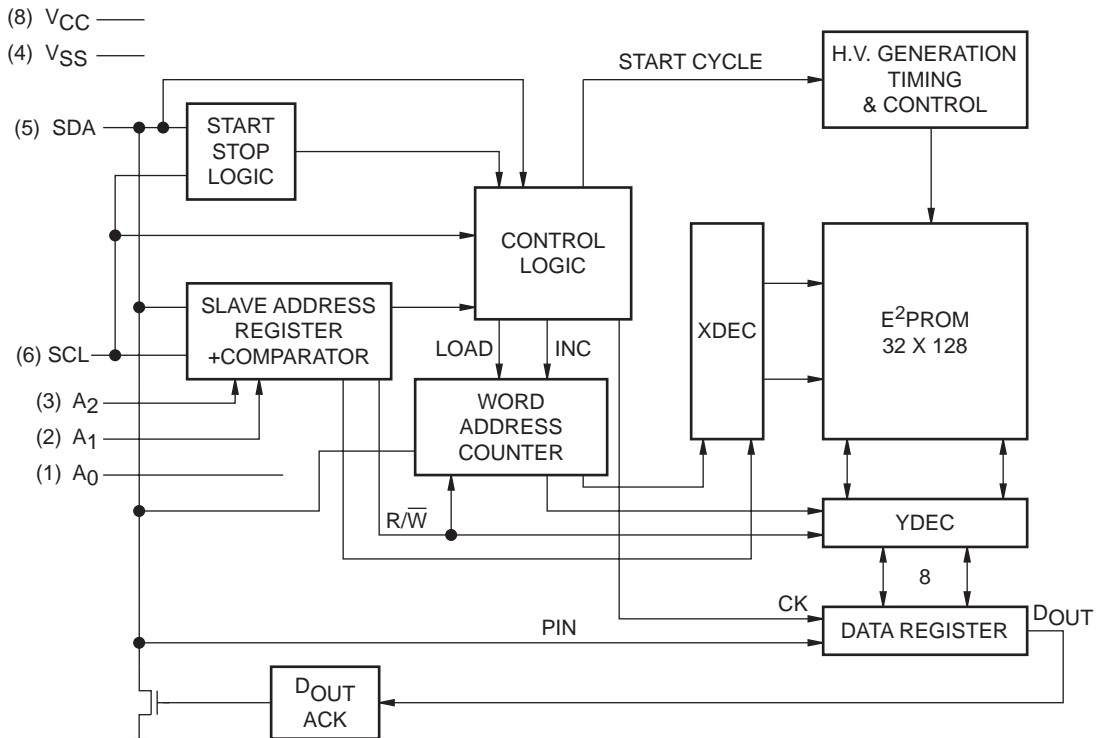 (8) VCC
(4) VSS
START CYCLE
H.V. GENERATION
TIMING
& CONTROL
(5) SDA
START
STOP
LOGIC
CONTROL
LOGIC
SLAVE ADDRESS
REGISTER
+COMPARATOR
XDEC
E²PROM
32 X 128
(6) SCL
LOAD
INC
(3) A2
(2) A1
(1) A0
WORD
ADDRESS
COUNTER
R/W̅
YDEC
8
CK
DOUT
PIN
DATA REGISTER
DOUT
ACK